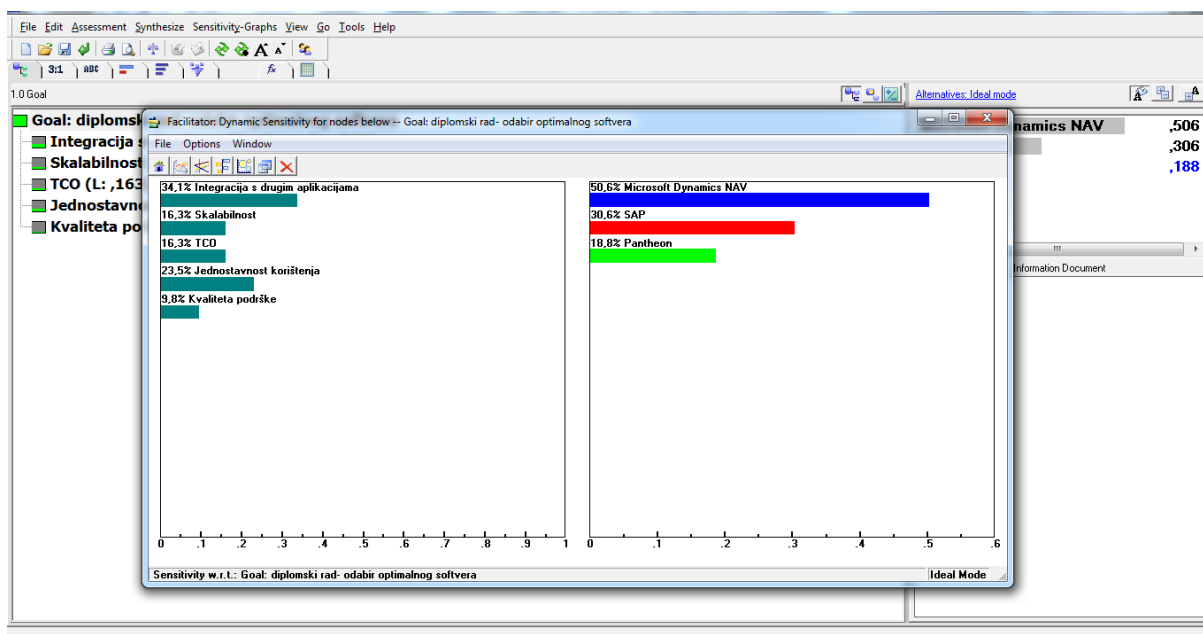 File Edit Assessment Synthesize Sensitivity-Graphs View Go Tools Help
3:1 ABC fx
1.0 Goal
Alternatives: Ideal mode
Goal: diplomsk
Integracija s
Skalabilnost
TCO (L: ,163
Jednostavno
Kvaliteta po
Facilitator: Dynamic Sensitivity for nodes below -- Goal: diplomski rad- odabir optimalnog softvera
File Options Window
34,1% Integracija s drugim aplikacijama
16,3% Skalabilnost
16,3% TCO
23,5% Jednostavnost korištenja
9,8% Kvaliteta podrške
0 .1 .2 .3 .4 .5 .6 .7 .8 .9 1
50,6% Microsoft Dynamics NAV
30,6% SAP
18,8% Pantheon
0 .1 .2 .3 .4 .5 .6
Sensitivity w.r.t.: Goal: diplomski rad- odabir optimalnog softvera
Ideal Mode
namics NAV ,506
,306
,188
Information Document